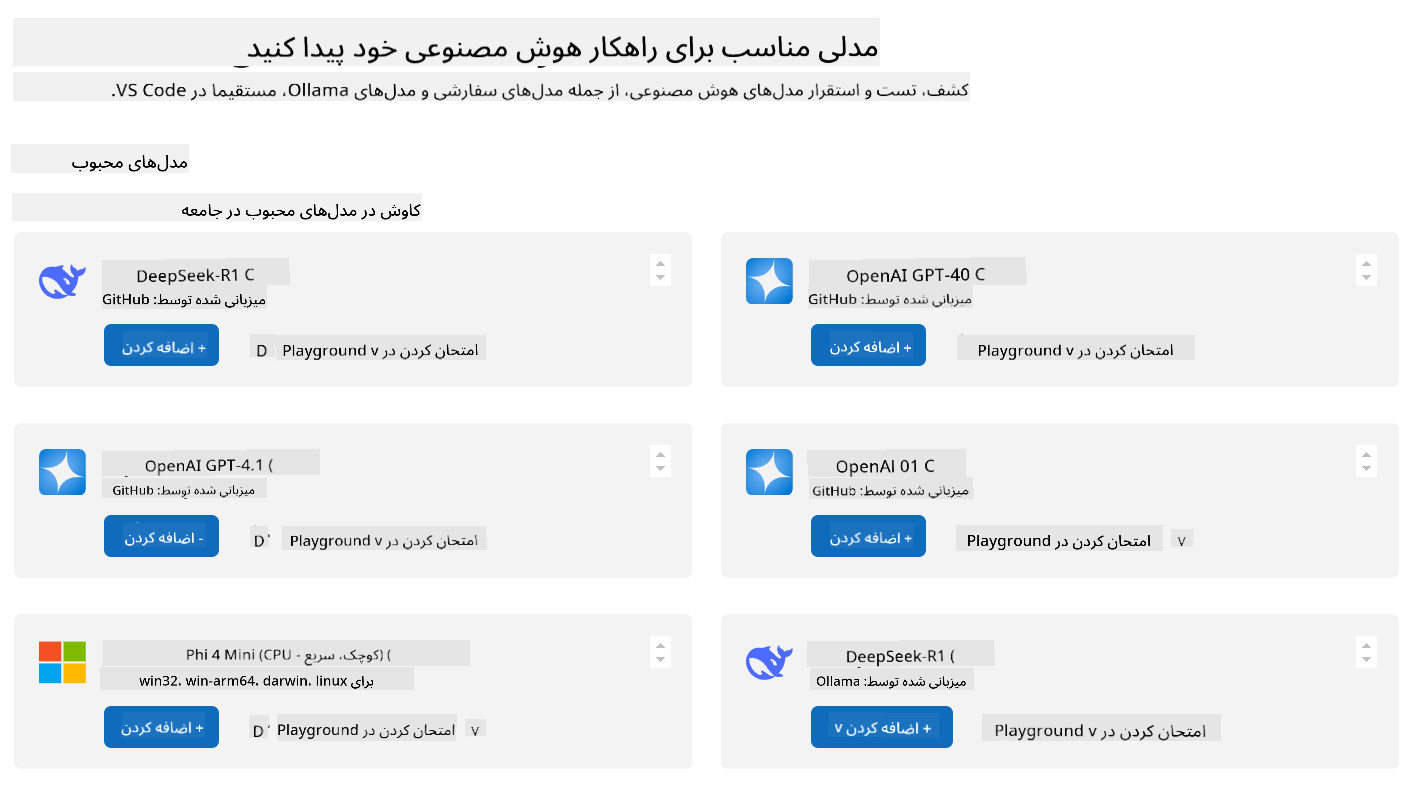 مدلی مناسب برای راهکار هوش مصنوعی خود پیدا کنید
کشف، تست و استقرار مدل‌های هوش مصنوعی، از جمله مدل‌های سفارشی و مدل‌های Ollama، مستقیما در VS Code.
مدل‌های محبوب
کاوش در مدل‌های محبوب در جامعه
DeepSeek-R1 C
میزبانی شده توسط: GitHub
+ اضافه کردن
D امتحان کردن در Playground v
OpenAI GPT-40 C
میزبانی شده توسط: GitHub
+ اضافه کردن
امتحان کردن در Playground v
OpenAI GPT-4.1 (
میزبانی شده توسط: GitHub
- اضافه کردن
D امتحان کردن در Playground v
OpenAl 01 C
میزبانی شده توسط: GitHub
+ اضافه کردن
امتحان کردن در Playground v
Phi 4 Mini (CPU - کوچک، سریع) (
برای win32. win-arm64. darwin. linux
+ اضافه کردن
D امتحان کردن در Playground v
DeepSeek-R1 (
میزبانی شده توسط: Ollama
+ اضافه کردن v
امتحان کردن در Playground v